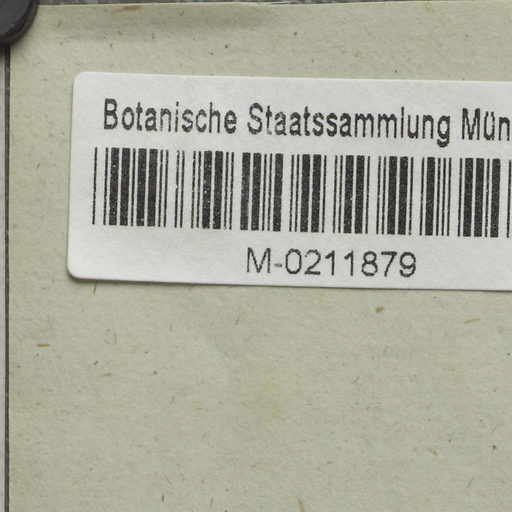 Botanische Staatssammlung Mün
M-0211879